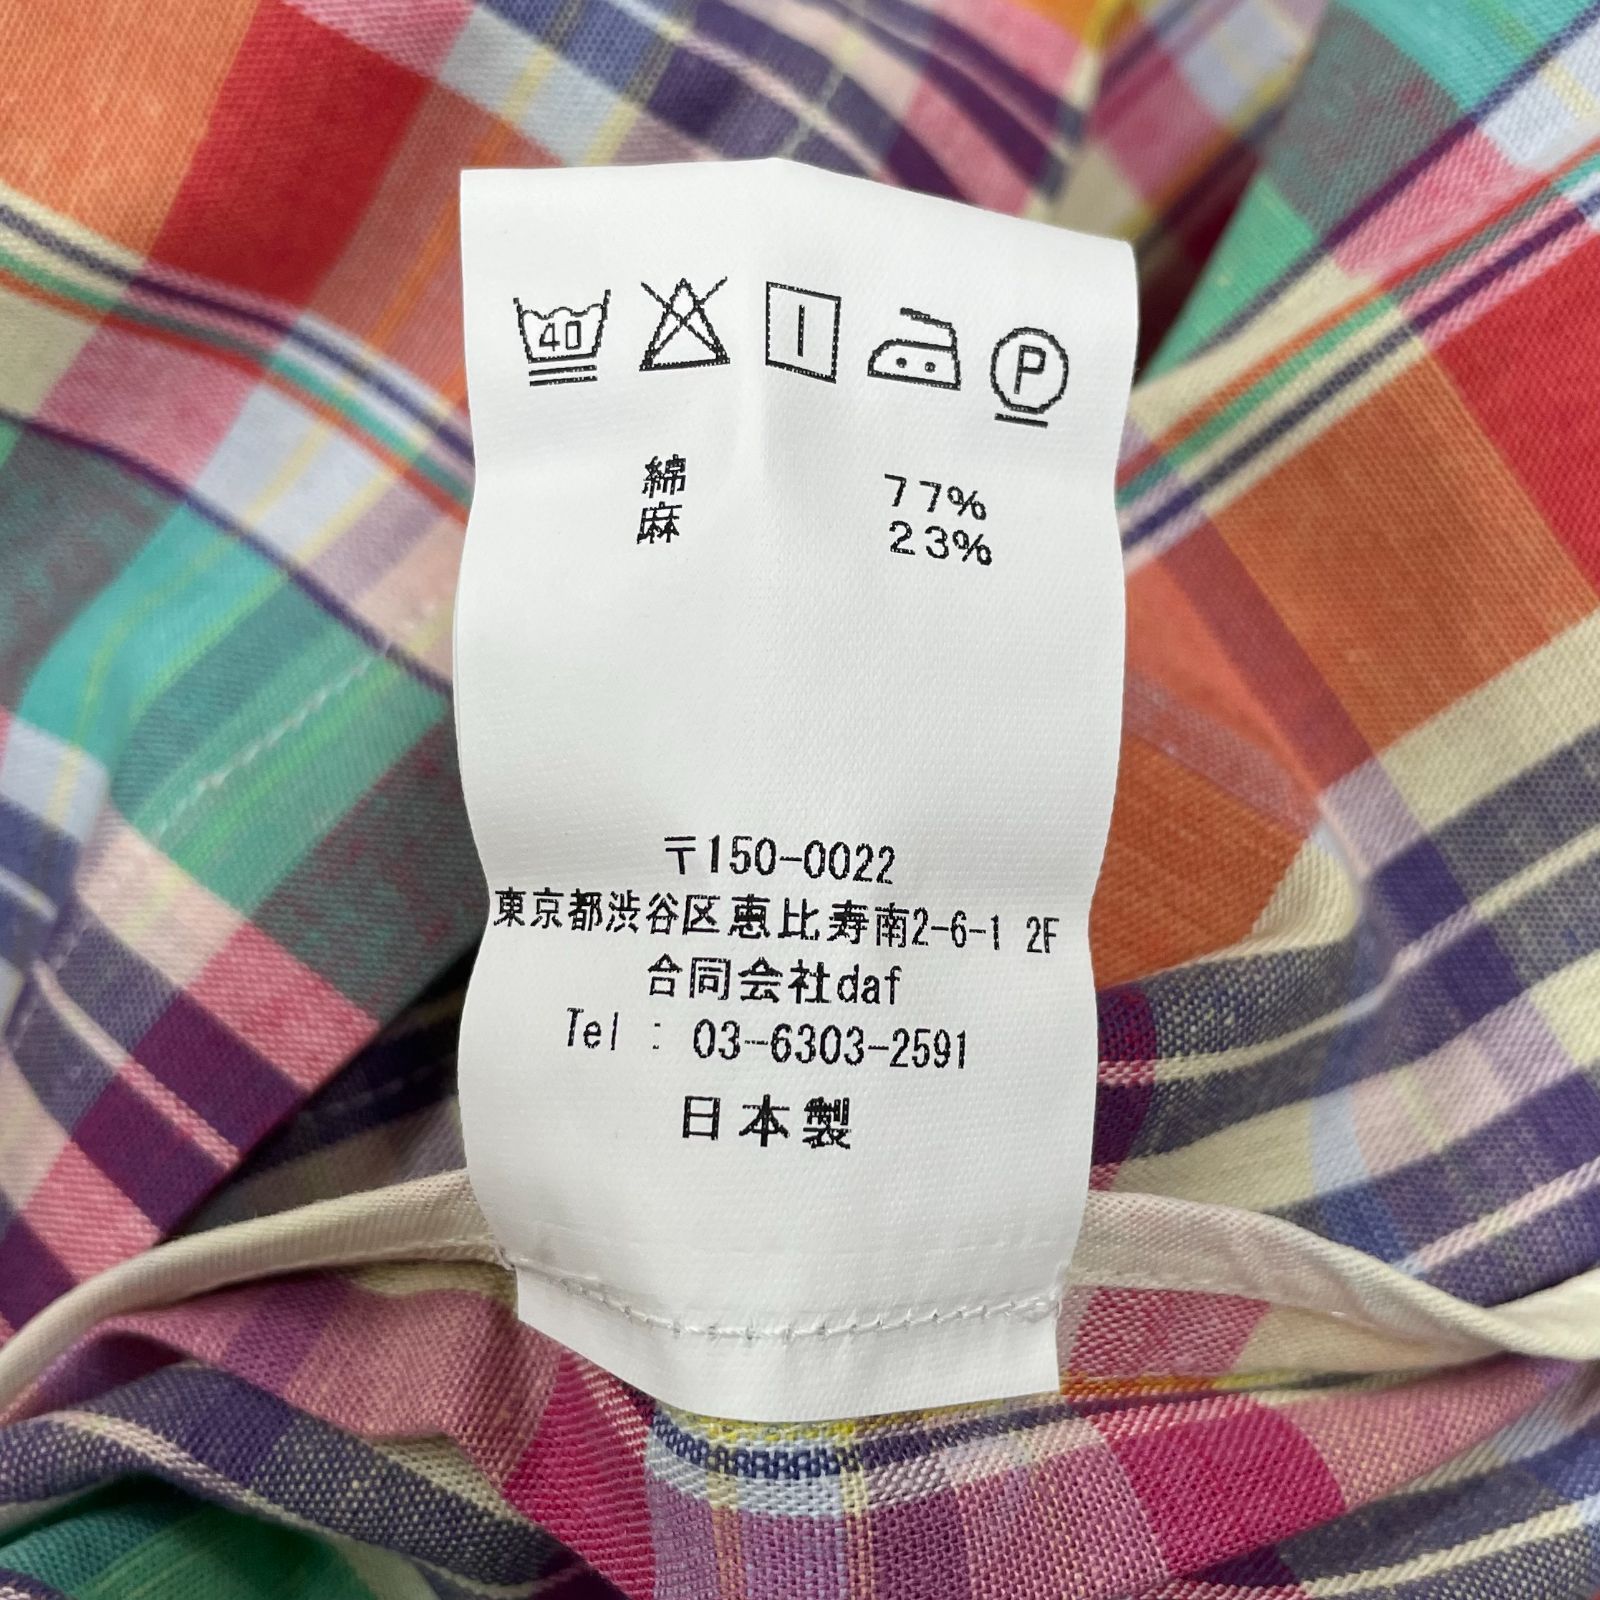 40
P
綿 77%
麻 23%
〒150-0022
東京都渋谷区恵比寿南2-6-1 2F
合同会社daf
Tel : 03-6303-2591
日本製